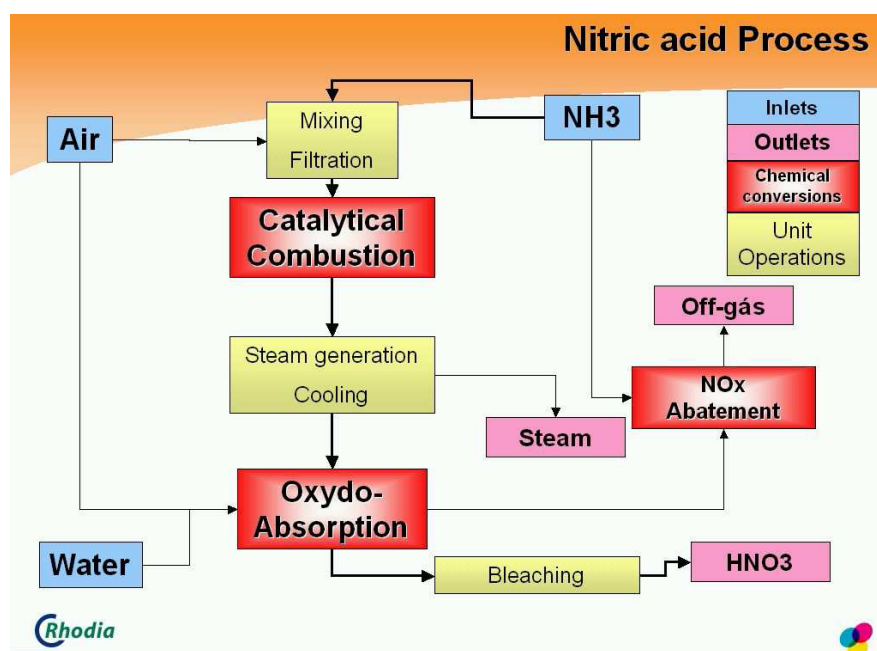 Nitric acid Process
Air
Mixing
Filtration
NH3
Inlets
Outlets
Chemical
conversions
Unit
Operations
Catalytical
Combustion
Off-gás
Steam generation
Cooling
NOx
Abatement
Steam
Oxydo-
Absorption
Water
Bleaching
HNO3
Rhodia